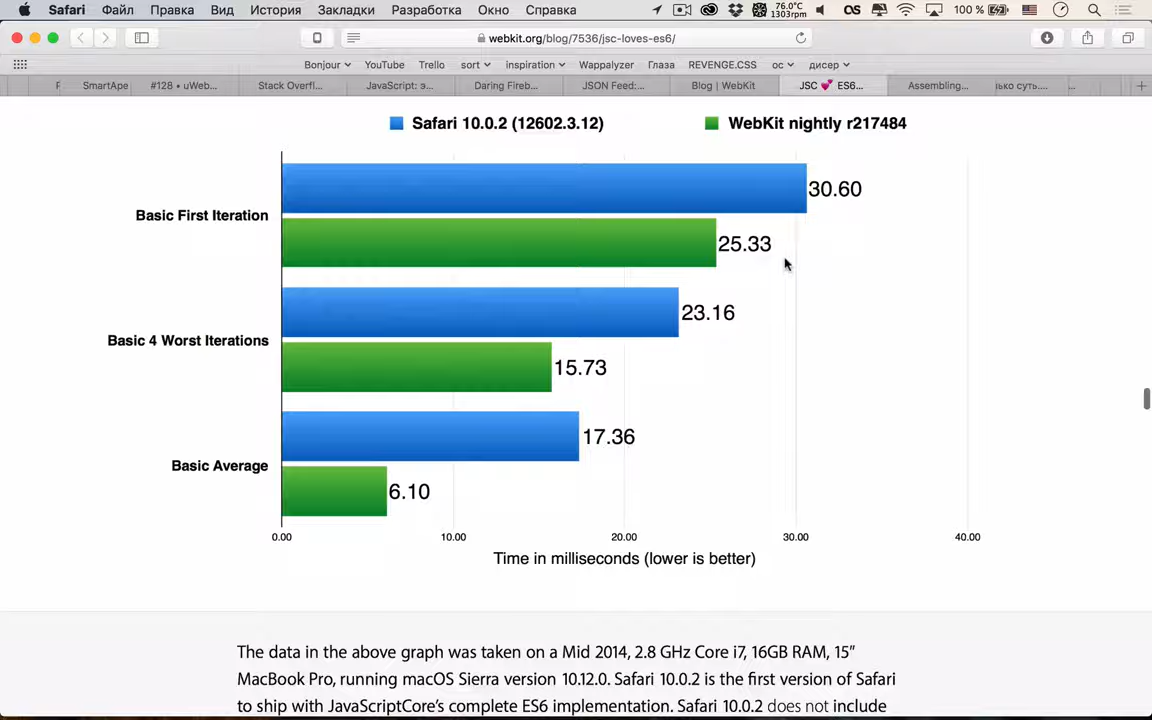 Safari Файл Правка Вид История Закладки Разработка Окно Справка 76.0°C 1303rpm 100 %
webkit.org/blog/7536/jsc-loves-es6/
Bonjour YouTube Trello sort inspiration Wappalyzer Глаза REVENGE.CSS ос дисер
SmartApe #128 • uWeb... Stack Overfl... JavaScript: э... Daring Fireb... JSON Feed:... Blog | WebKit JSC 💕 ES6... Assembling... ько суть....
Safari 10.0.2 (12602.3.12) WebKit nightly r217484
30.60
Basic First Iteration
25.33
23.16
Basic 4 Worst Iterations
15.73
17.36
Basic Average
6.10
0.00 10.00 20.00 30.00 40.00
Time in milliseconds (lower is better)
The data in the above graph was taken on a Mid 2014, 2.8 GHz Core i7, 16GB RAM, 15″
MacBook Pro, running macOS Sierra version 10.12.0. Safari 10.0.2 is the first version of Safari
to ship with JavaScriptCore’s complete ES6 implementation. Safari 10.0.2 does not include